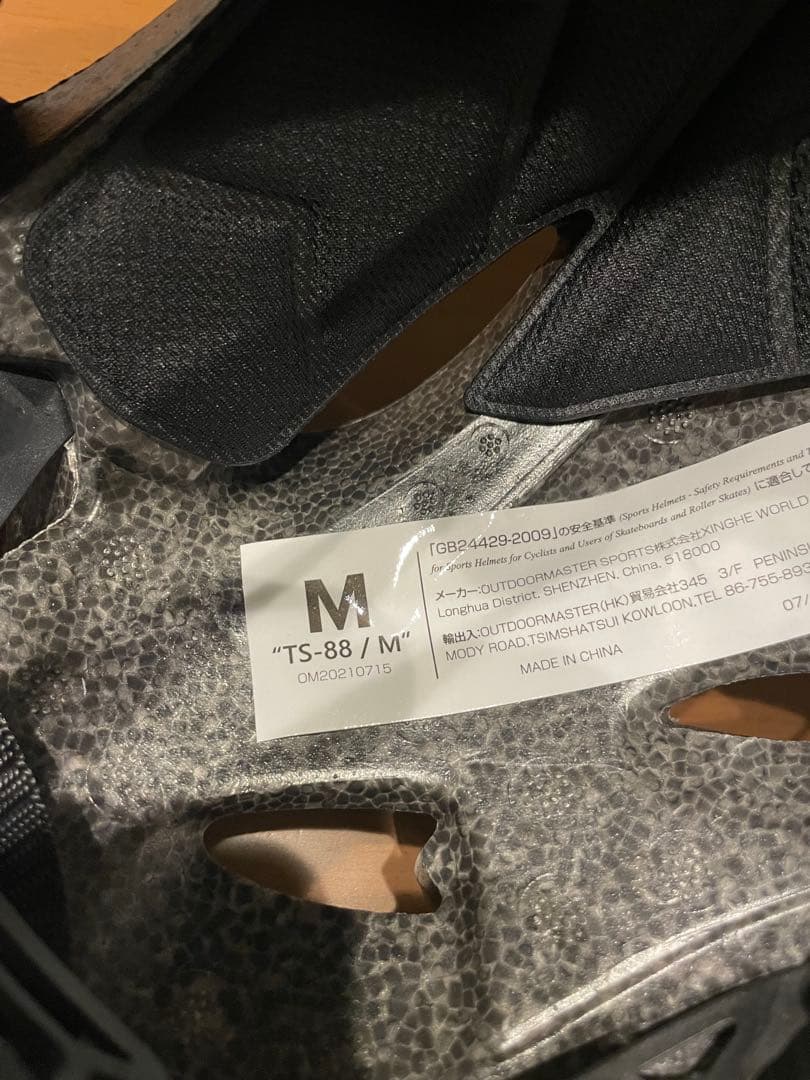 M
"TS-88 / M"
OM20210715
「GB24429-2009」の安全基準 (Sports Helmets - Safety Requirements and
for Sports Helmets for Cyclists and Users of Skateboards and Roller Skates) に適合して
メーカー:OUTDOORMASTER SPORTS株式会社XINGHE WORLD
Longhua District. SHENZHEN. China. 518000
輸出入:OUTDOORMASTER(HK)貿易会社345 3/F PENINS
MODY ROAD.TSIMSHATSUI KOWLOON.TEL 86-755-893
07/
MADE IN CHINA